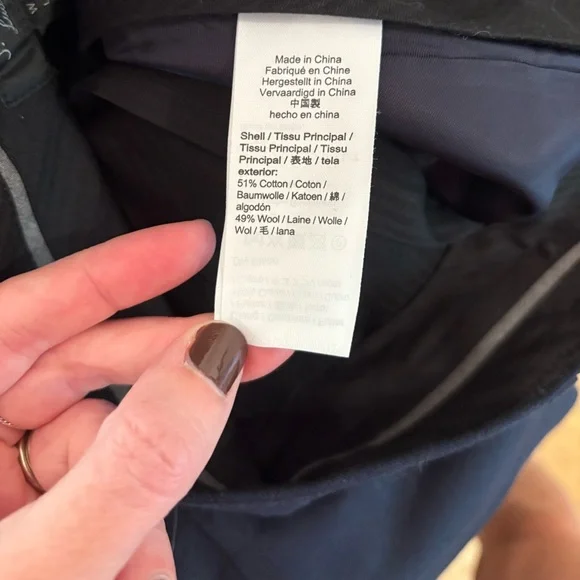 Made in China
Fabriqué en Chine
Hergestellt in China
Vervaardigd in China
中国製
hecho en china
Shell / Tissu Principal /
Tissu Principal / Tissu
Principal / 表地 / tela
exterior:
51% Cotton / Coton /
Baumwolle / Katoen / 綿 /
algodón
49% Wool / Laine / Wolle /
Wol / 毛 / lana